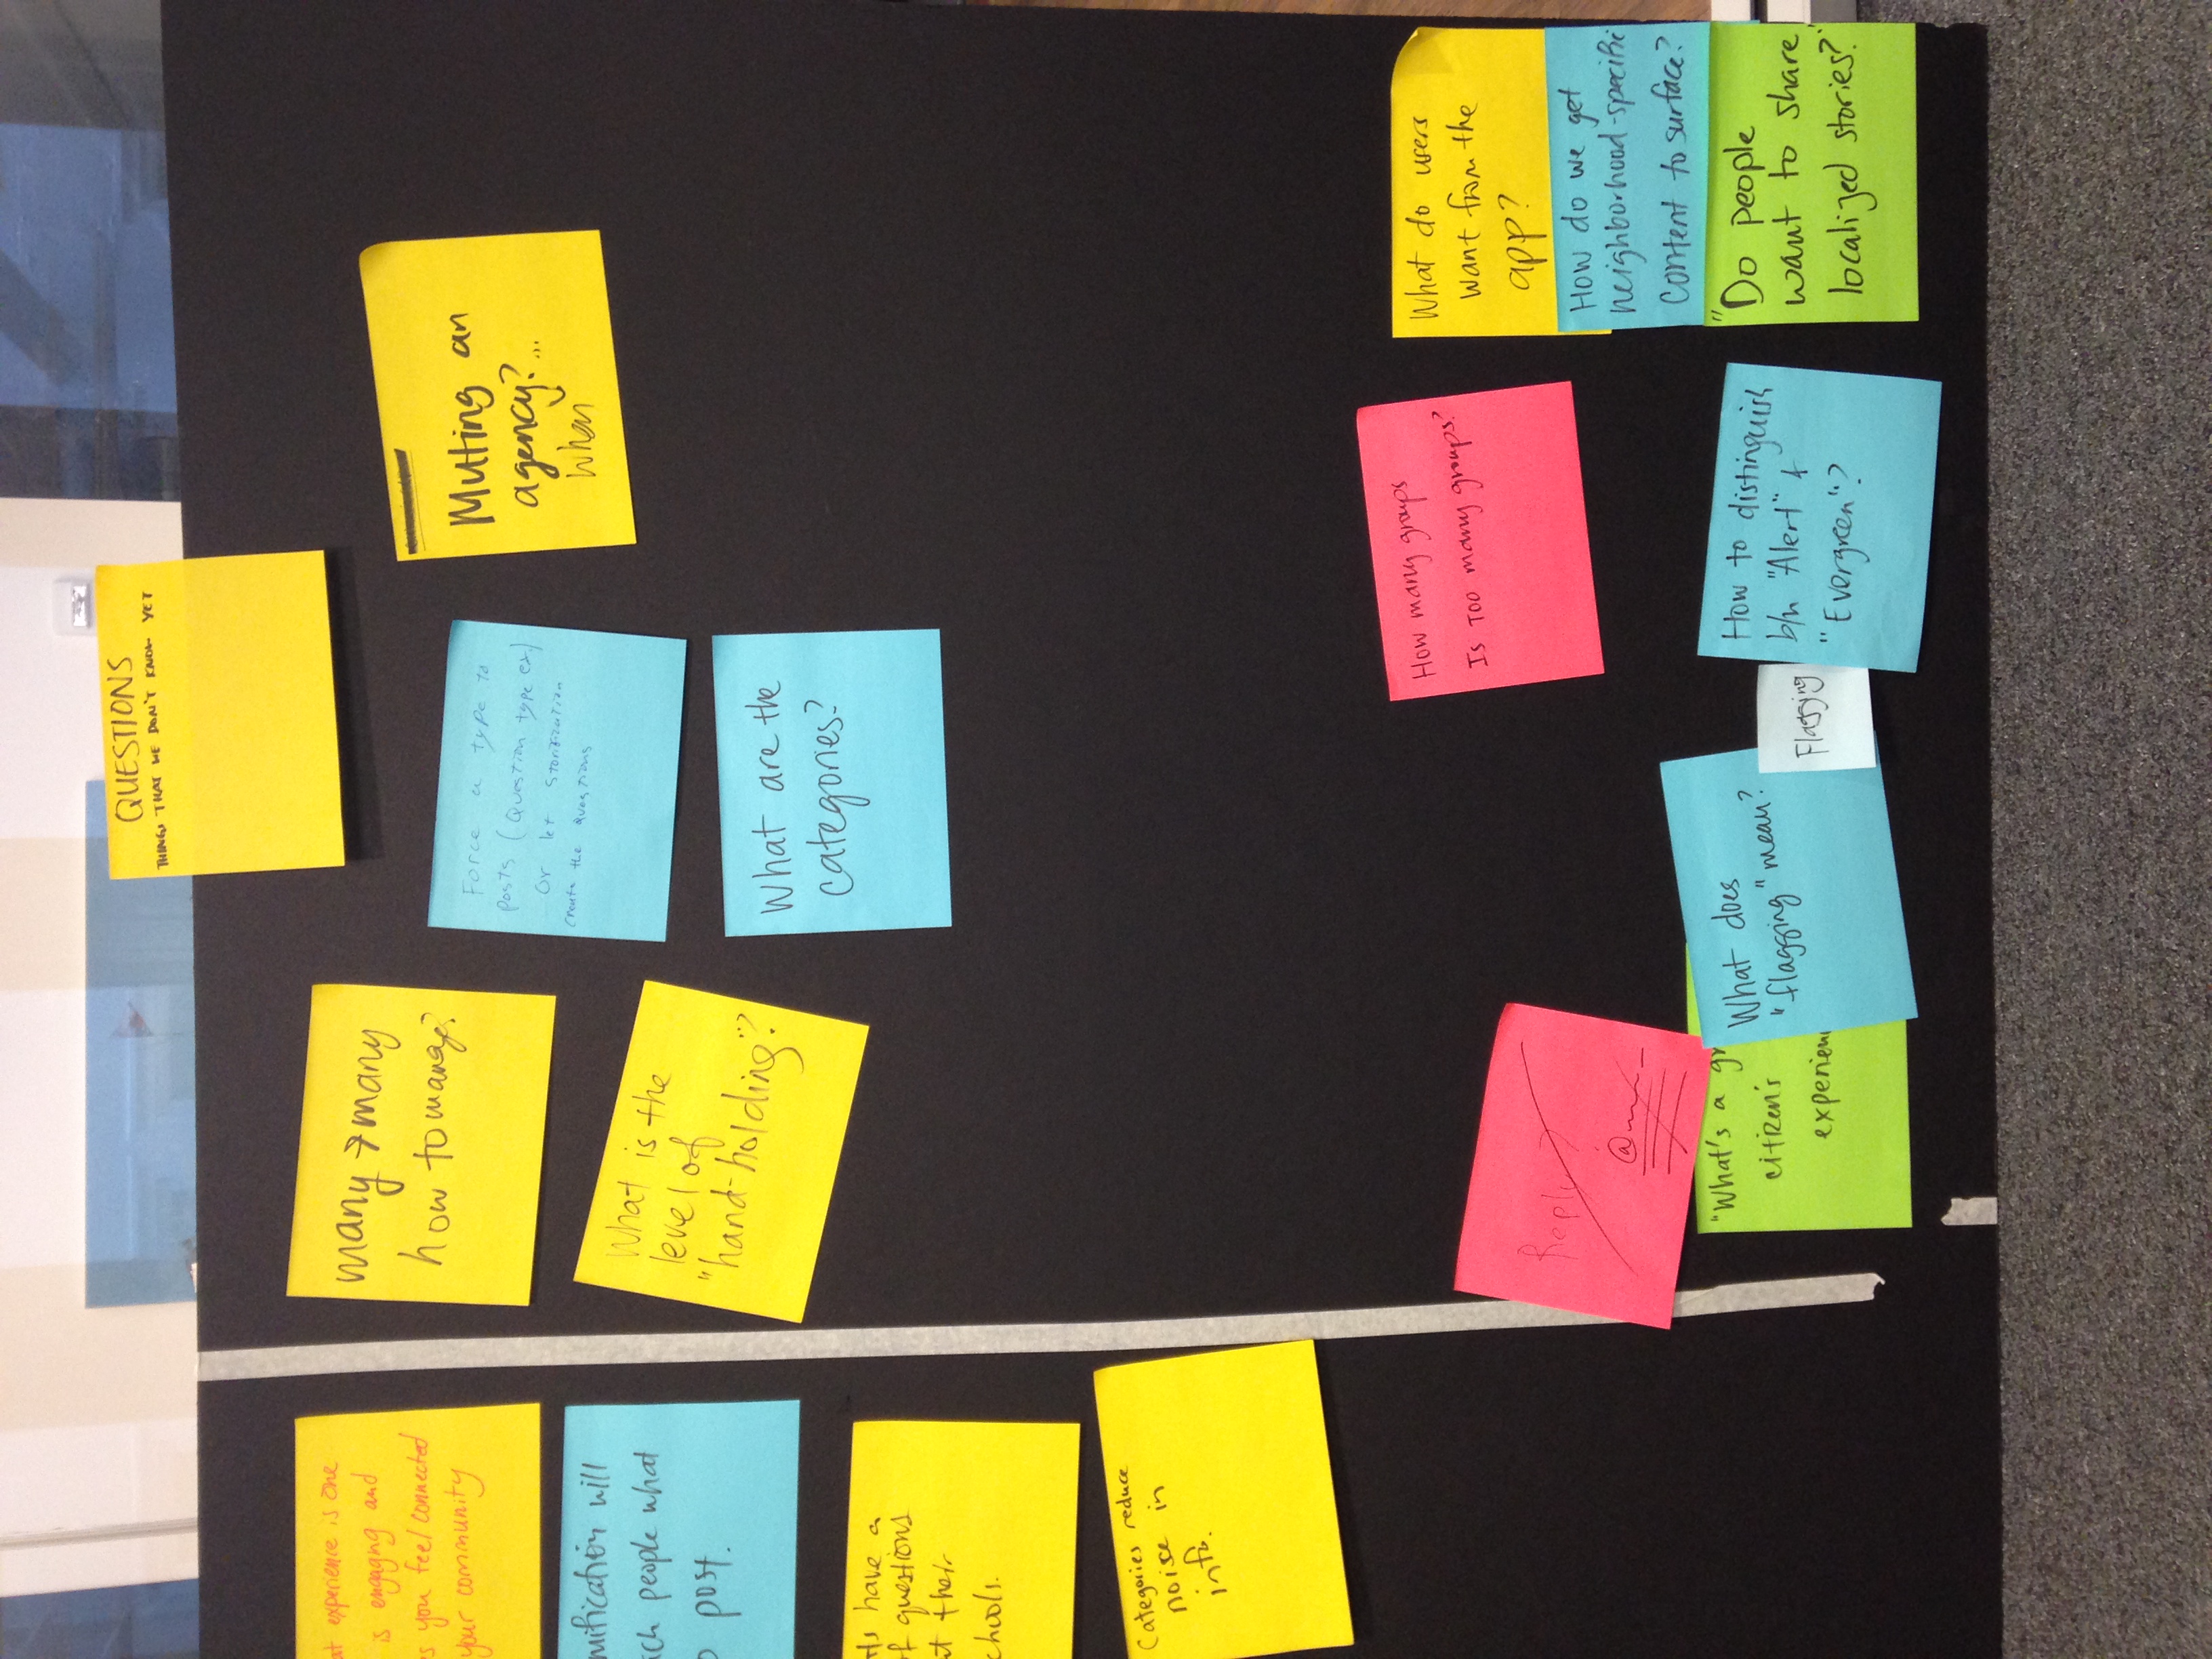 QUESTIONS
THINGS THAT WE DON'T KNOW YET
at experience is one
is engaging and
s you feel connected
your community
mification will
ach people what
o post.
ts have a
of questions
ut their
chools.
Categories reduce
noise in
info.
many → many
how to manage?
What is the
level of
"hand-holding"?
Force a type to
posts (Question type ex.)
Or let Storification
create the Questions
What are the
categories?
Muting an
agency?...
when
Reply?
@
"What's a gr
citizen's
experien
What does
"flagging" mean?
Flagging
How many groups
Is Too many groups?
How to distinguish
b/n "Alert" &
"Evergreen"?
What do users
want from the
app?
How do we get
neighborhood-specific
content to surface?
"Do people
want to share
localized stories?"